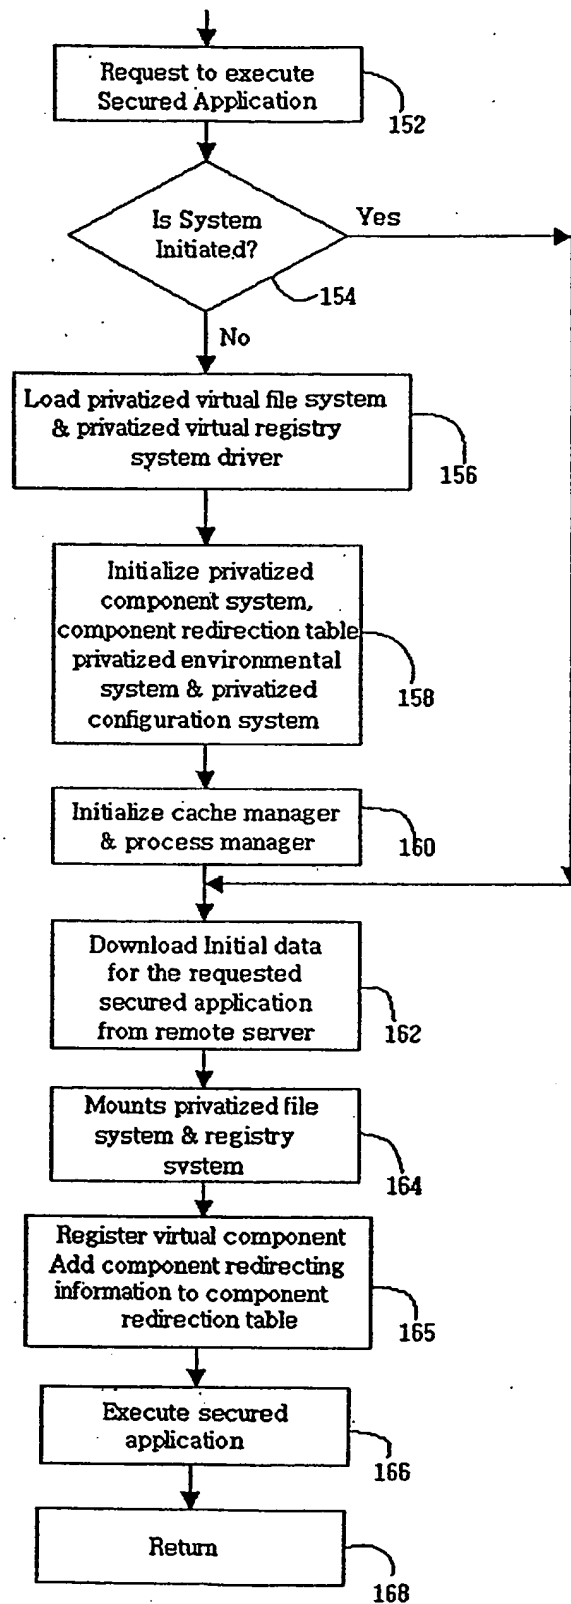 Request to execute
Secured Application
152
Is System
Initiated?
Yes
154
No
Load privatized virtual file system
& privatized virtual registry
system driver
156
Initialize privatized
component system,
component redirection table
privatized environmental
system & privatized
configuration system
158
Initialize cache manager
& process manager
160
Download Initial data
for the requested
secured application
from remote server
162
Mounts privatized file
system & registry
system
164
Register virtual component
Add component redirecting
information to component
redirection table
165
Execute secured
application
166
Return
168